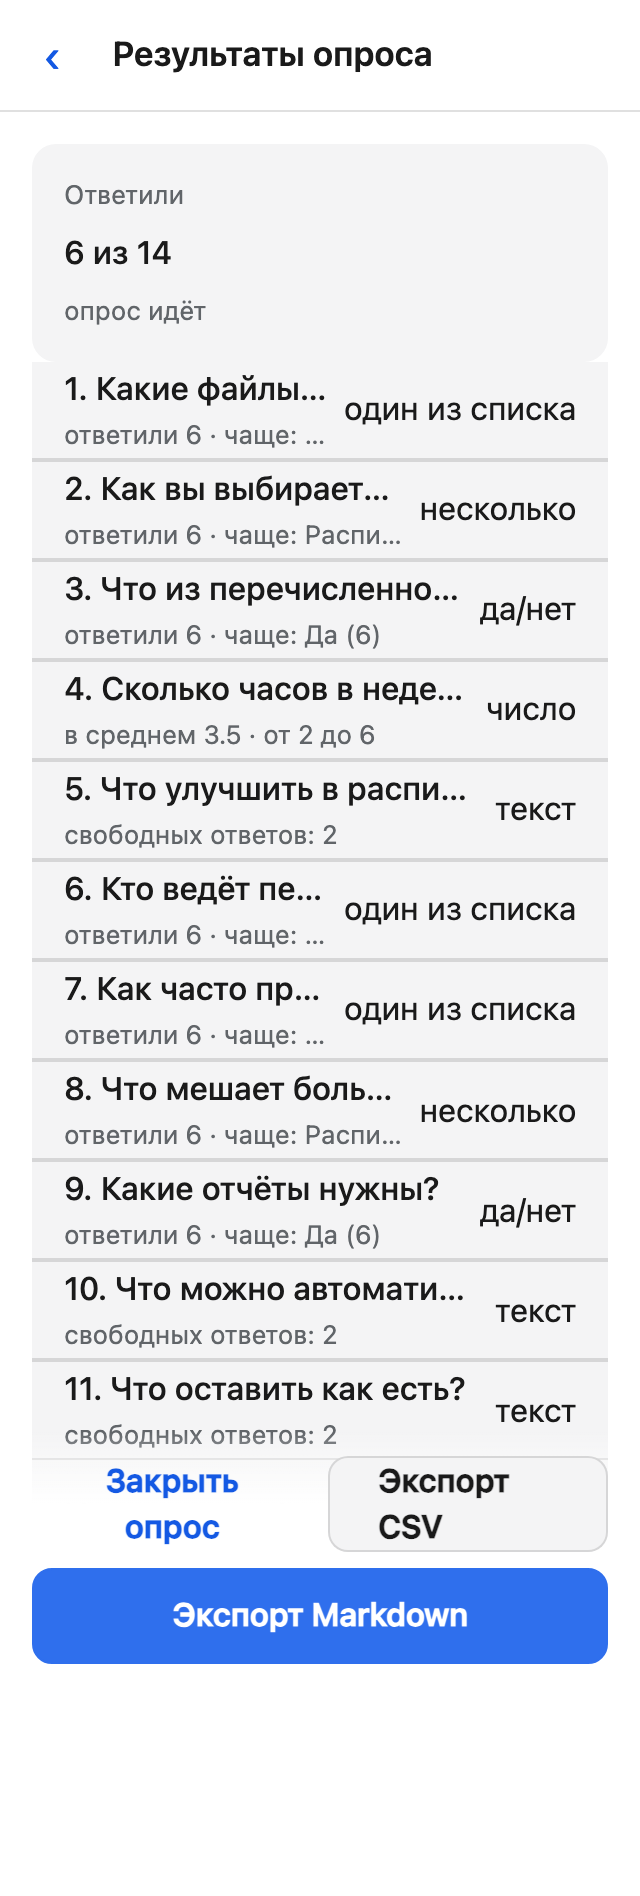 ‹
Результаты опроса
Ответили
6 из 14
опрос идёт
1. Какие файлы...
один из списка
ответили 6 · чаще: ...
2. Как вы выбирает...
несколько
ответили 6 · чаще: Распи...
3. Что из перечисленно...
да/нет
ответили 6 · чаще: Да (6)
4. Сколько часов в неде...
число
в среднем 3.5 · от 2 до 6
5. Что улучшить в распи...
текст
свободных ответов: 2
6. Кто ведёт пе...
один из списка
ответили 6 · чаще: ...
7. Как часто пр...
один из списка
ответили 6 · чаще: ...
8. Что мешает боль...
несколько
ответили 6 · чаще: Распи...
9. Какие отчёты нужны?
да/нет
ответили 6 · чаще: Да (6)
10. Что можно автомати...
текст
свободных ответов: 2
11. Что оставить как есть?
текст
свободных ответов: 2
Закрыть
опрос
Экспорт
CSV
Экспорт Markdown